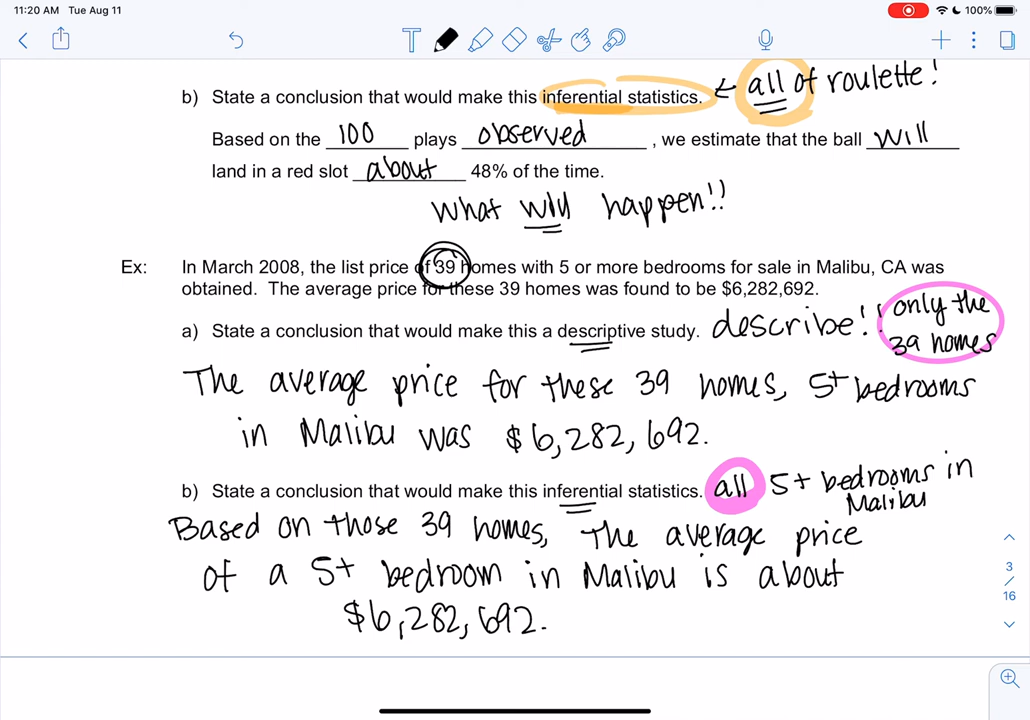 11:20 AM Tue Aug 11 100%
← all of roulette!
b) State a conclusion that would make this inferential statistics.
Based on the 100 plays observed, we estimate that the ball will
land in a red slot about 48% of the time.
What will happen!!
Ex: In March 2008, the list price of 39 homes with 5 or more bedrooms for sale in Malibu, CA was
obtained. The average price for these 39 homes was found to be $6,282,692.
a) State a conclusion that would make this a descriptive study. describe!! only the
39 homes
The average price for these 39 homes, 5+ bedrooms
in Malibu was $6,282,692.
b) State a conclusion that would make this inferential statistics. all 5+ bedrooms in
Malibu
Based on those 39 homes, The average price
of a 5+ bedroom in Malibu is about
$6,282,692.
3
/
16